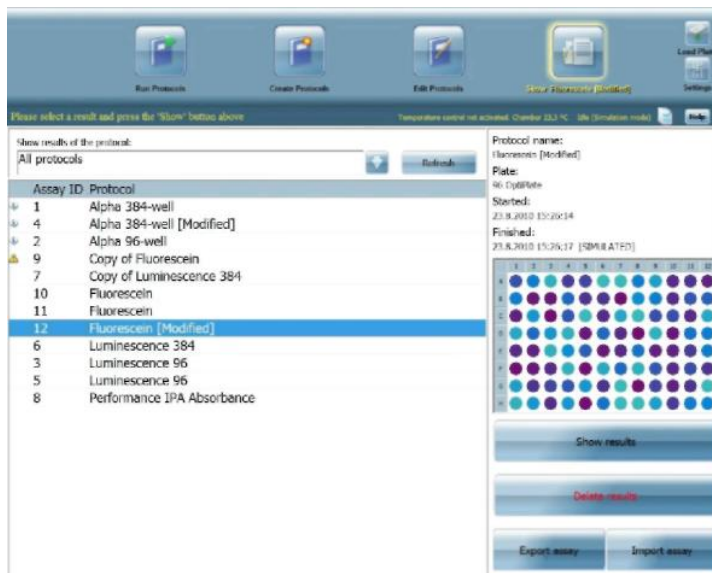 Run Protocols
Create Protocols
Edit Protocols
Show Fluorescein [Modified]
Load Plate
Settings
Please select a result and press the 'Show' button above
Temperature control not activated. Chamber 23,3 °C. Idle (Simulation mode)
Help
Show results of the protocol:
All protocols
Refresh
Assay ID Protocol
1 Alpha 384-well
4 Alpha 384-well [Modified]
2 Alpha 96-well
9 Copy of Fluorescein
7 Copy of Luminescence 384
10 Fluorescein
11 Fluorescein
12 Fluorescein [Modified]
6 Luminescence 384
3 Luminescence 96
5 Luminescence 96
8 Performance IPA Absorbance
Protocol name:
Fluorescein [Modified]
Plate:
96 OptiPlate
Started:
23.8.2010 15:26:14
Finished:
23.8.2010 15:26:17 [SIMULATED]
1 2 3 4 5 6 7 8 9 10 11 12
A
B
C
D
E
F
G
H
Show results
Delete results
Export assay
Import assay